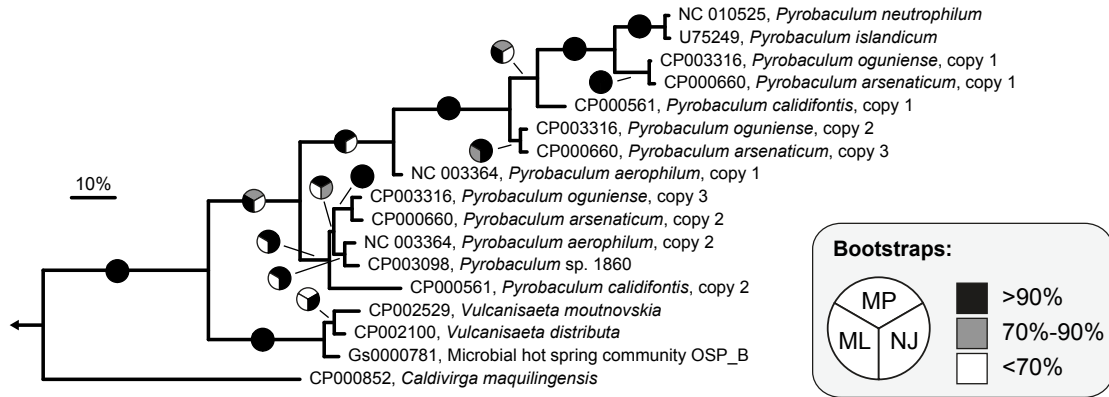 NC 010525, Pyrobaculum neutrophilum
U75249, Pyrobaculum islandicum
CP003316, Pyrobaculum oguniense, copy 1
CP000660, Pyrobaculum arsenaticum, copy 1
CP000561, Pyrobaculum calidifontis, copy 1
CP003316, Pyrobaculum oguniense, copy 2
CP000660, Pyrobaculum arsenaticum, copy 3
NC 003364, Pyrobaculum aerophilum, copy 1
10%
CP003316, Pyrobaculum oguniense, copy 3
CP000660, Pyrobaculum arsenaticum, copy 2
NC 003364, Pyrobaculum aerophilum, copy 2
CP003098, Pyrobaculum sp. 1860
CP000561, Pyrobaculum calidifontis, copy 2
CP002529, Vulcanisaeta moutnovskia
CP002100, Vulcanisaeta distributa
Gs0000781, Microbial hot spring community OSP_B
CP000852, Caldivirga maquilingensis
Bootstraps:
MP
ML
NJ
>90%
70%-90%
<70%